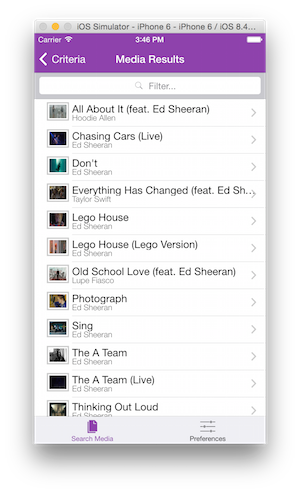 iOS Simulator - iPhone 6 - iPhone 6 / iOS 8.4...
Carrier 3:46 PM
Criteria Media Results
Filter...
All About It (feat. Ed Sheeran)
Hoodie Allen
Chasing Cars (Live)
Ed Sheeran
Don't
Ed Sheeran
Everything Has Changed (feat. Ed Sh...
Taylor Swift
Lego House
Ed Sheeran
Lego House (Lego Version)
Ed Sheeran
Old School Love (feat. Ed Sheeran)
Lupe Fiasco
Photograph
Ed Sheeran
Sing
Ed Sheeran
The A Team
Ed Sheeran
The A Team (Live)
Ed Sheeran
Thinking Out Loud
Ed Sheeran
Search Media Preferences